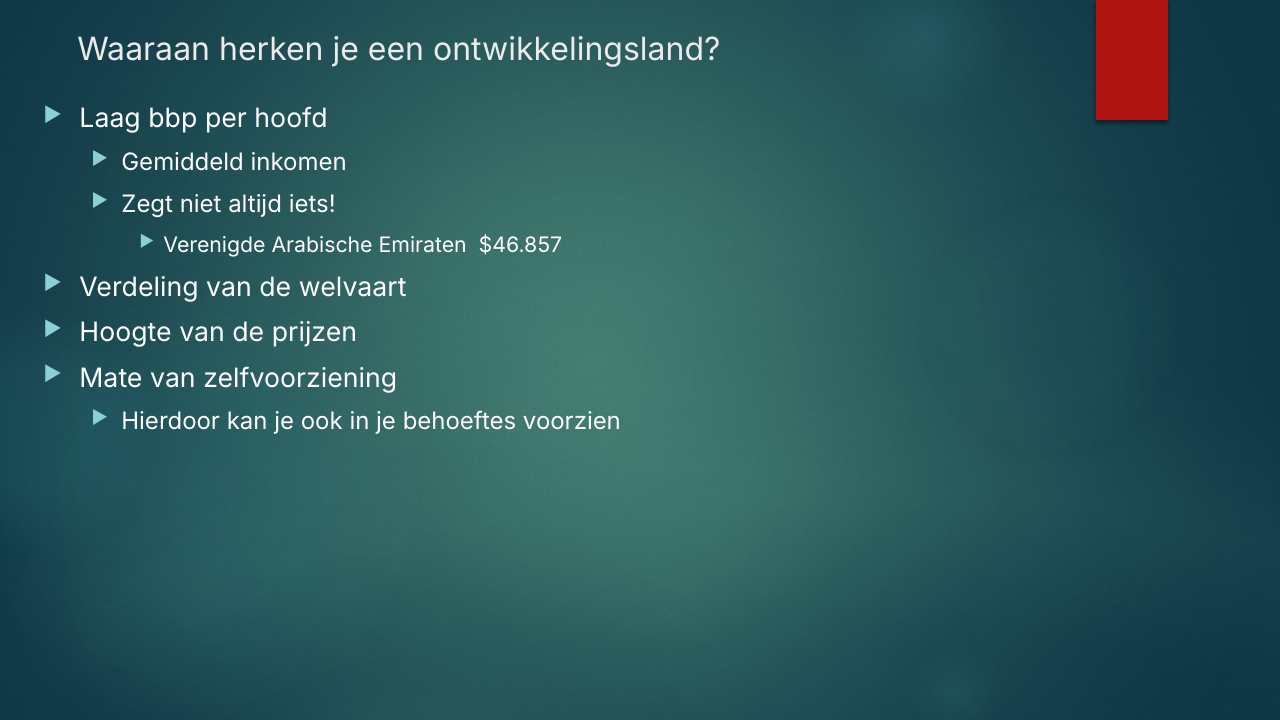 Waaraan herken je een ontwikkelingsland?
Laag bbp per hoofd
Gemiddeld inkomen
Zegt niet altijd iets!
Verenigde Arabische Emiraten $46.857
Verdeling van de welvaart
Hoogte van de prijzen
Mate van zelfvoorziening
Hierdoor kan je ook in je behoeftes voorzien